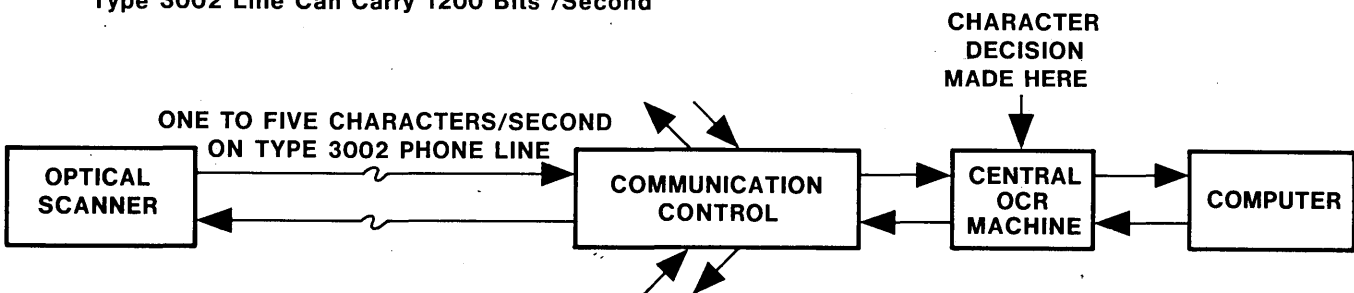 Type 3002 Line Can Carry 1200 Bits /Second
CHARACTER
DECISION
MADE HERE
ONE TO FIVE CHARACTERS/SECOND
ON TYPE 3002 PHONE LINE
OPTICAL
SCANNER
COMMUNICATION
CONTROL
CENTRAL
OCR
MACHINE
COMPUTER